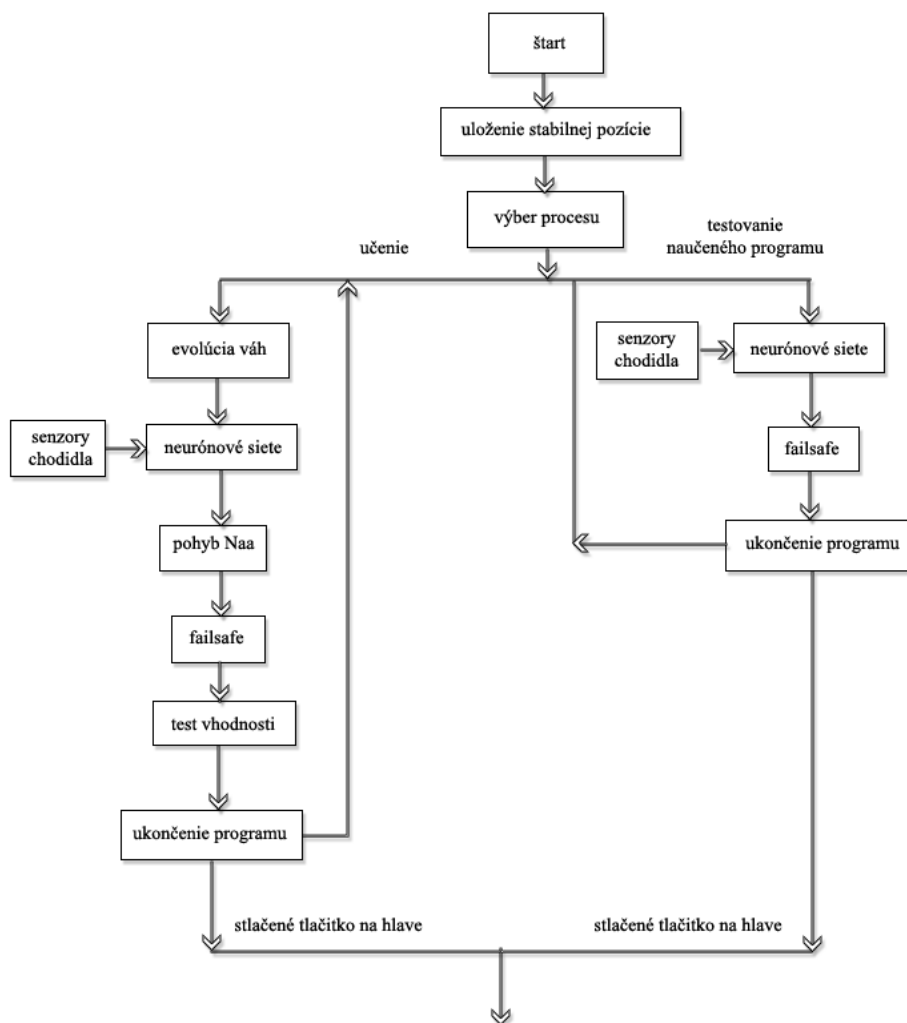 štart
uloženie stabilnej pozície
výber procesu
učenie
testovanie
naučeného programu
evolúcia váh
senzory
chodidla
neurónové siete
pohyb Naa
failsafe
test vhodnosti
ukončenie programu
stlačené tlačitko na hlave
senzory
chodidla
neurónové siete
failsafe
ukončenie programu
stlačené tlačitko na hlave